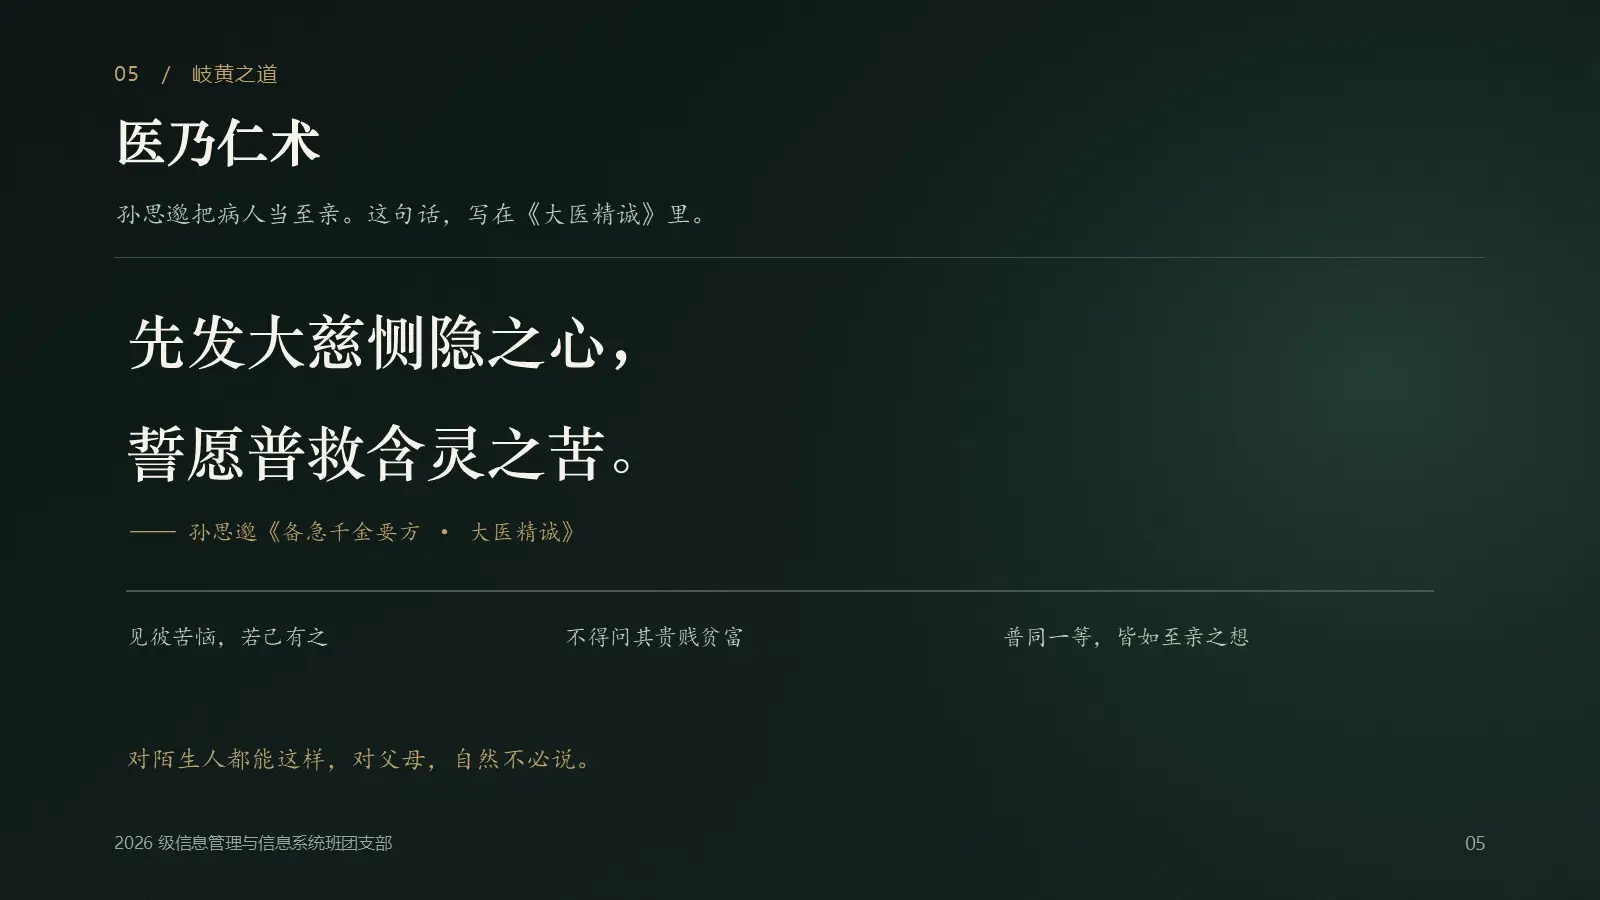 05 / 岐黄之道
医乃仁术
孙思邈把病人当至亲。这句话，写在《大医精诚》里。
先发大慈恻隐之心，
誓愿普救含灵之苦。
—— 孙思邈《备急千金要方 · 大医精诚》
见彼苦恼，若己有之
不得问其贵贱贫富
普同一等，皆如至亲之想
对陌生人都能这样，对父母，自然不必说。
2026 级信息管理与信息系统班团支部
05